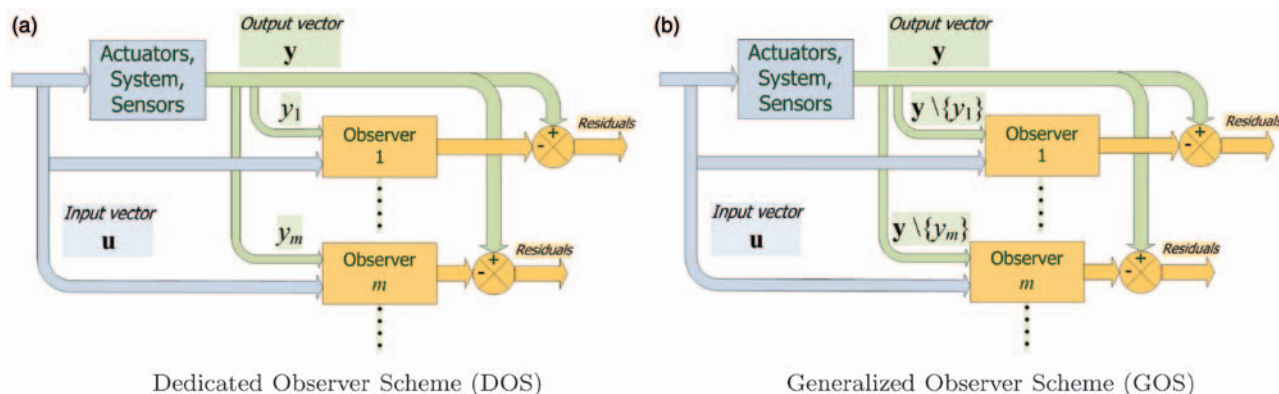 (a)
Output vector
y
Actuators,
System,
Sensors
y1
Observer
1
+
-
Residuals
Input vector
u
ym
Observer
m
+
-
Residuals
Dedicated Observer Scheme (DOS)
(b)
Output vector
y
Actuators,
System,
Sensors
y \{y1}
Observer
1
+
-
Residuals
Input vector
u
y \{ym}
Observer
m
+
-
Residuals
Generalized Observer Scheme (GOS)